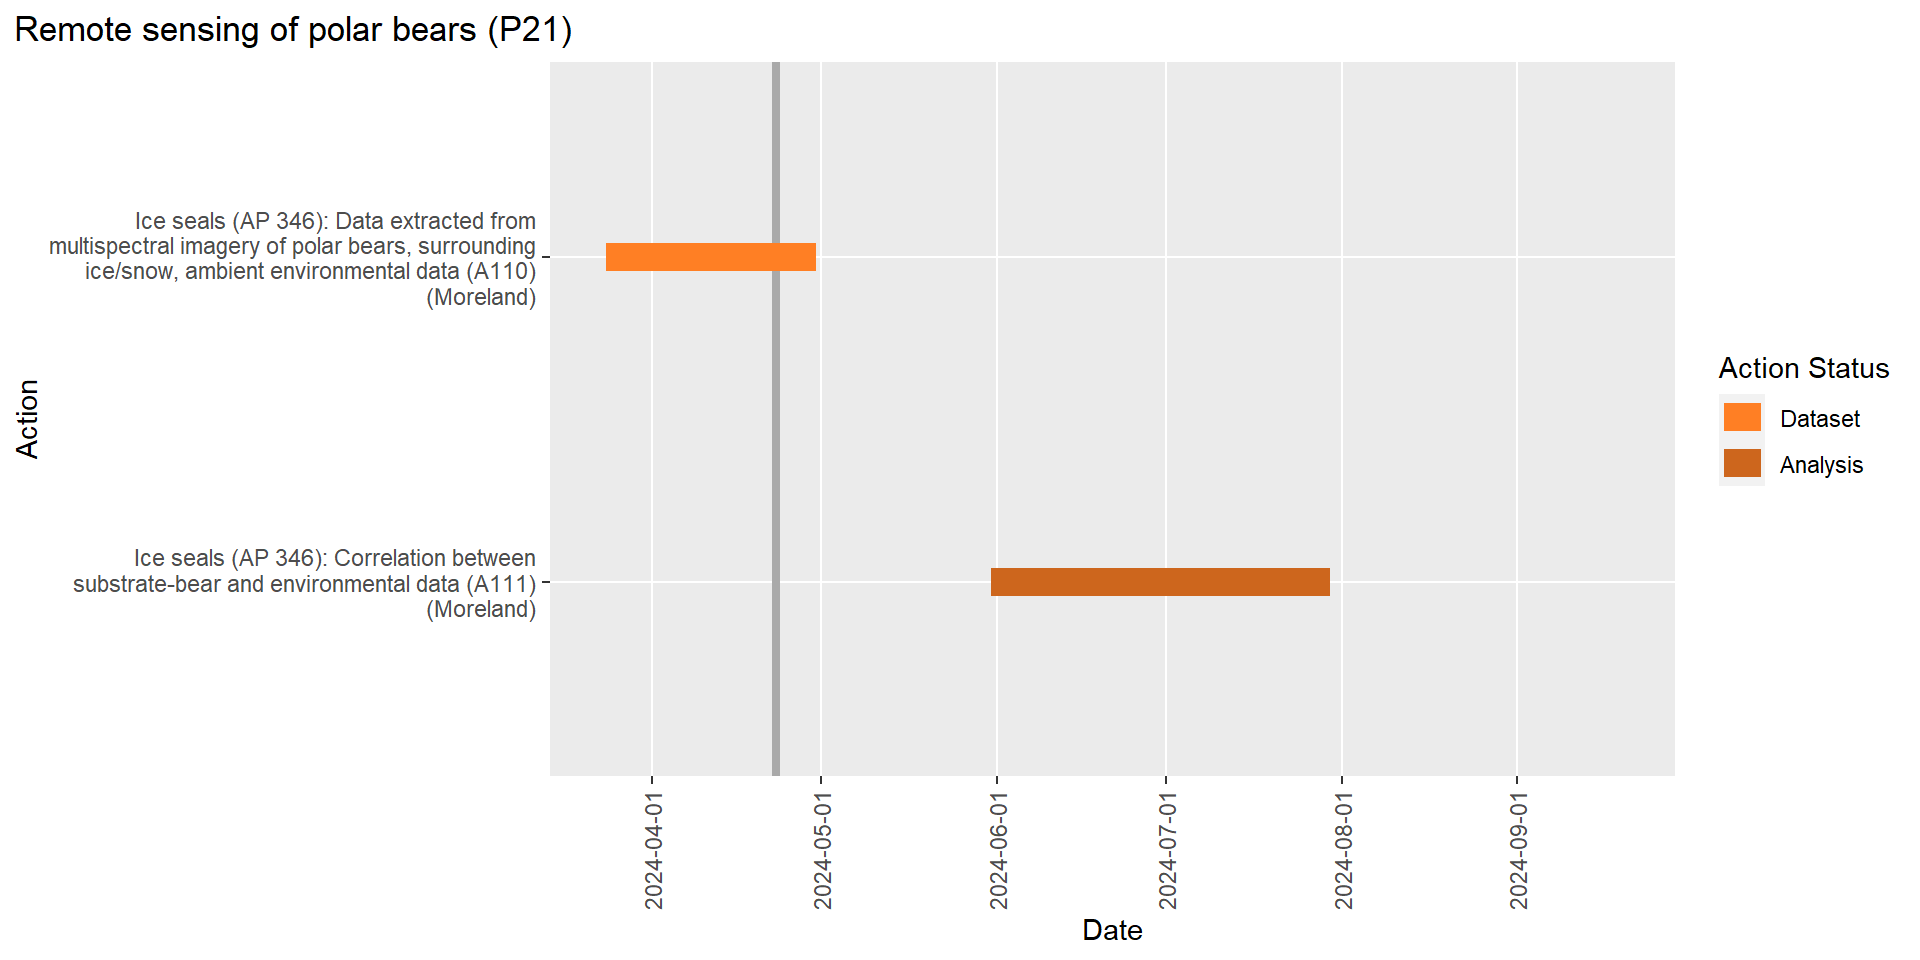 Remote sensing of polar bears (P21)
Ice seals (AP 346): Data extracted from
multispectral imagery of polar bears, surrounding
ice/snow, ambient environmental data (A110)
(Moreland)
Action
Ice seals (AP 346): Correlation between
substrate-bear and environmental data (A111)
(Moreland)
Action Status
Dataset
Analysis
2024-04-01
2024-05-01
2024-06-01
2024-07-01
2024-08-01
2024-09-01
Date